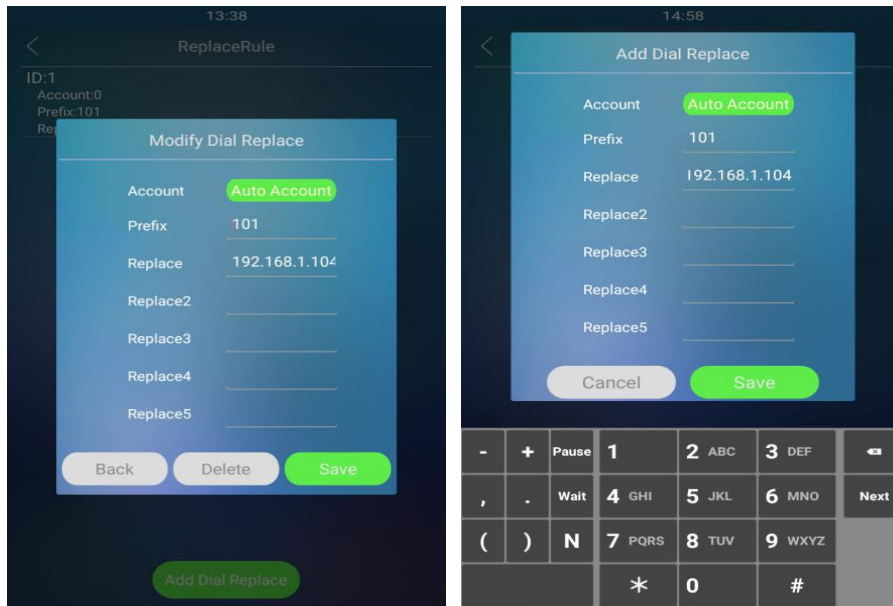 13:38
ReplaceRule
ID:1
Account:0
Prefix:101
Rep
Modify Dial Replace
Account Auto Account
Prefix 101
Replace 192.168.1.104
Replace2
Replace3
Replace4
Replace5
Back Delete Save
Add Dial Replace
14:58
Add Dial Replace
Account Auto Account
Prefix 101
Replace 192.168.1.104
Replace2
Replace3
Replace4
Replace5
Cancel Save
- + Pause 1 2 ABC 3 DEF
, . Wait 4 GHI 5 JKL 6 MNO Next
( ) N 7 PQRS 8 TUV 9 WXYZ
* 0 #